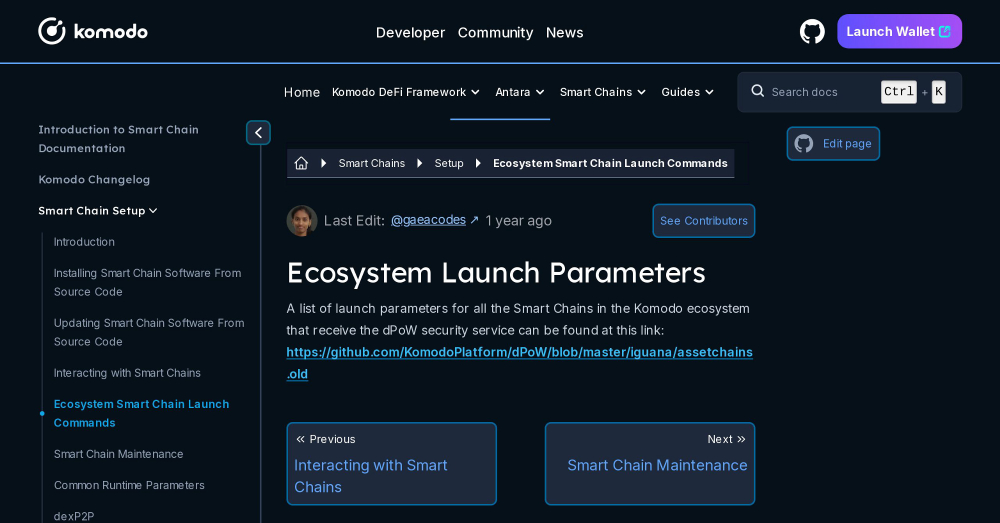 komodo
Developer Community News
Launch Wallet
Home Komodo DeFi Framework Antara Smart Chains Guides
Search docs Ctrl + K
Introduction to Smart Chain
Documentation
Komodo Changelog
Smart Chain Setup
Introduction
Installing Smart Chain Software From
Source Code
Updating Smart Chain Software From
Source Code
Interacting with Smart Chains
Ecosystem Smart Chain Launch
Commands
Smart Chain Maintenance
Common Runtime Parameters
dexP2P
Smart Chains Setup Ecosystem Smart Chain Launch Commands
Edit page
Last Edit: @gaeacodes ↗ 1 year ago
See Contributors
Ecosystem Launch Parameters
A list of launch parameters for all the Smart Chains in the Komodo ecosystem
that receive the dPoW security service can be found at this link:
https://github.com/KomodoPlatform/dPoW/blob/master/iguana/assetchains
.old
« Previous
Interacting with Smart
Chains
Next »
Smart Chain Maintenance